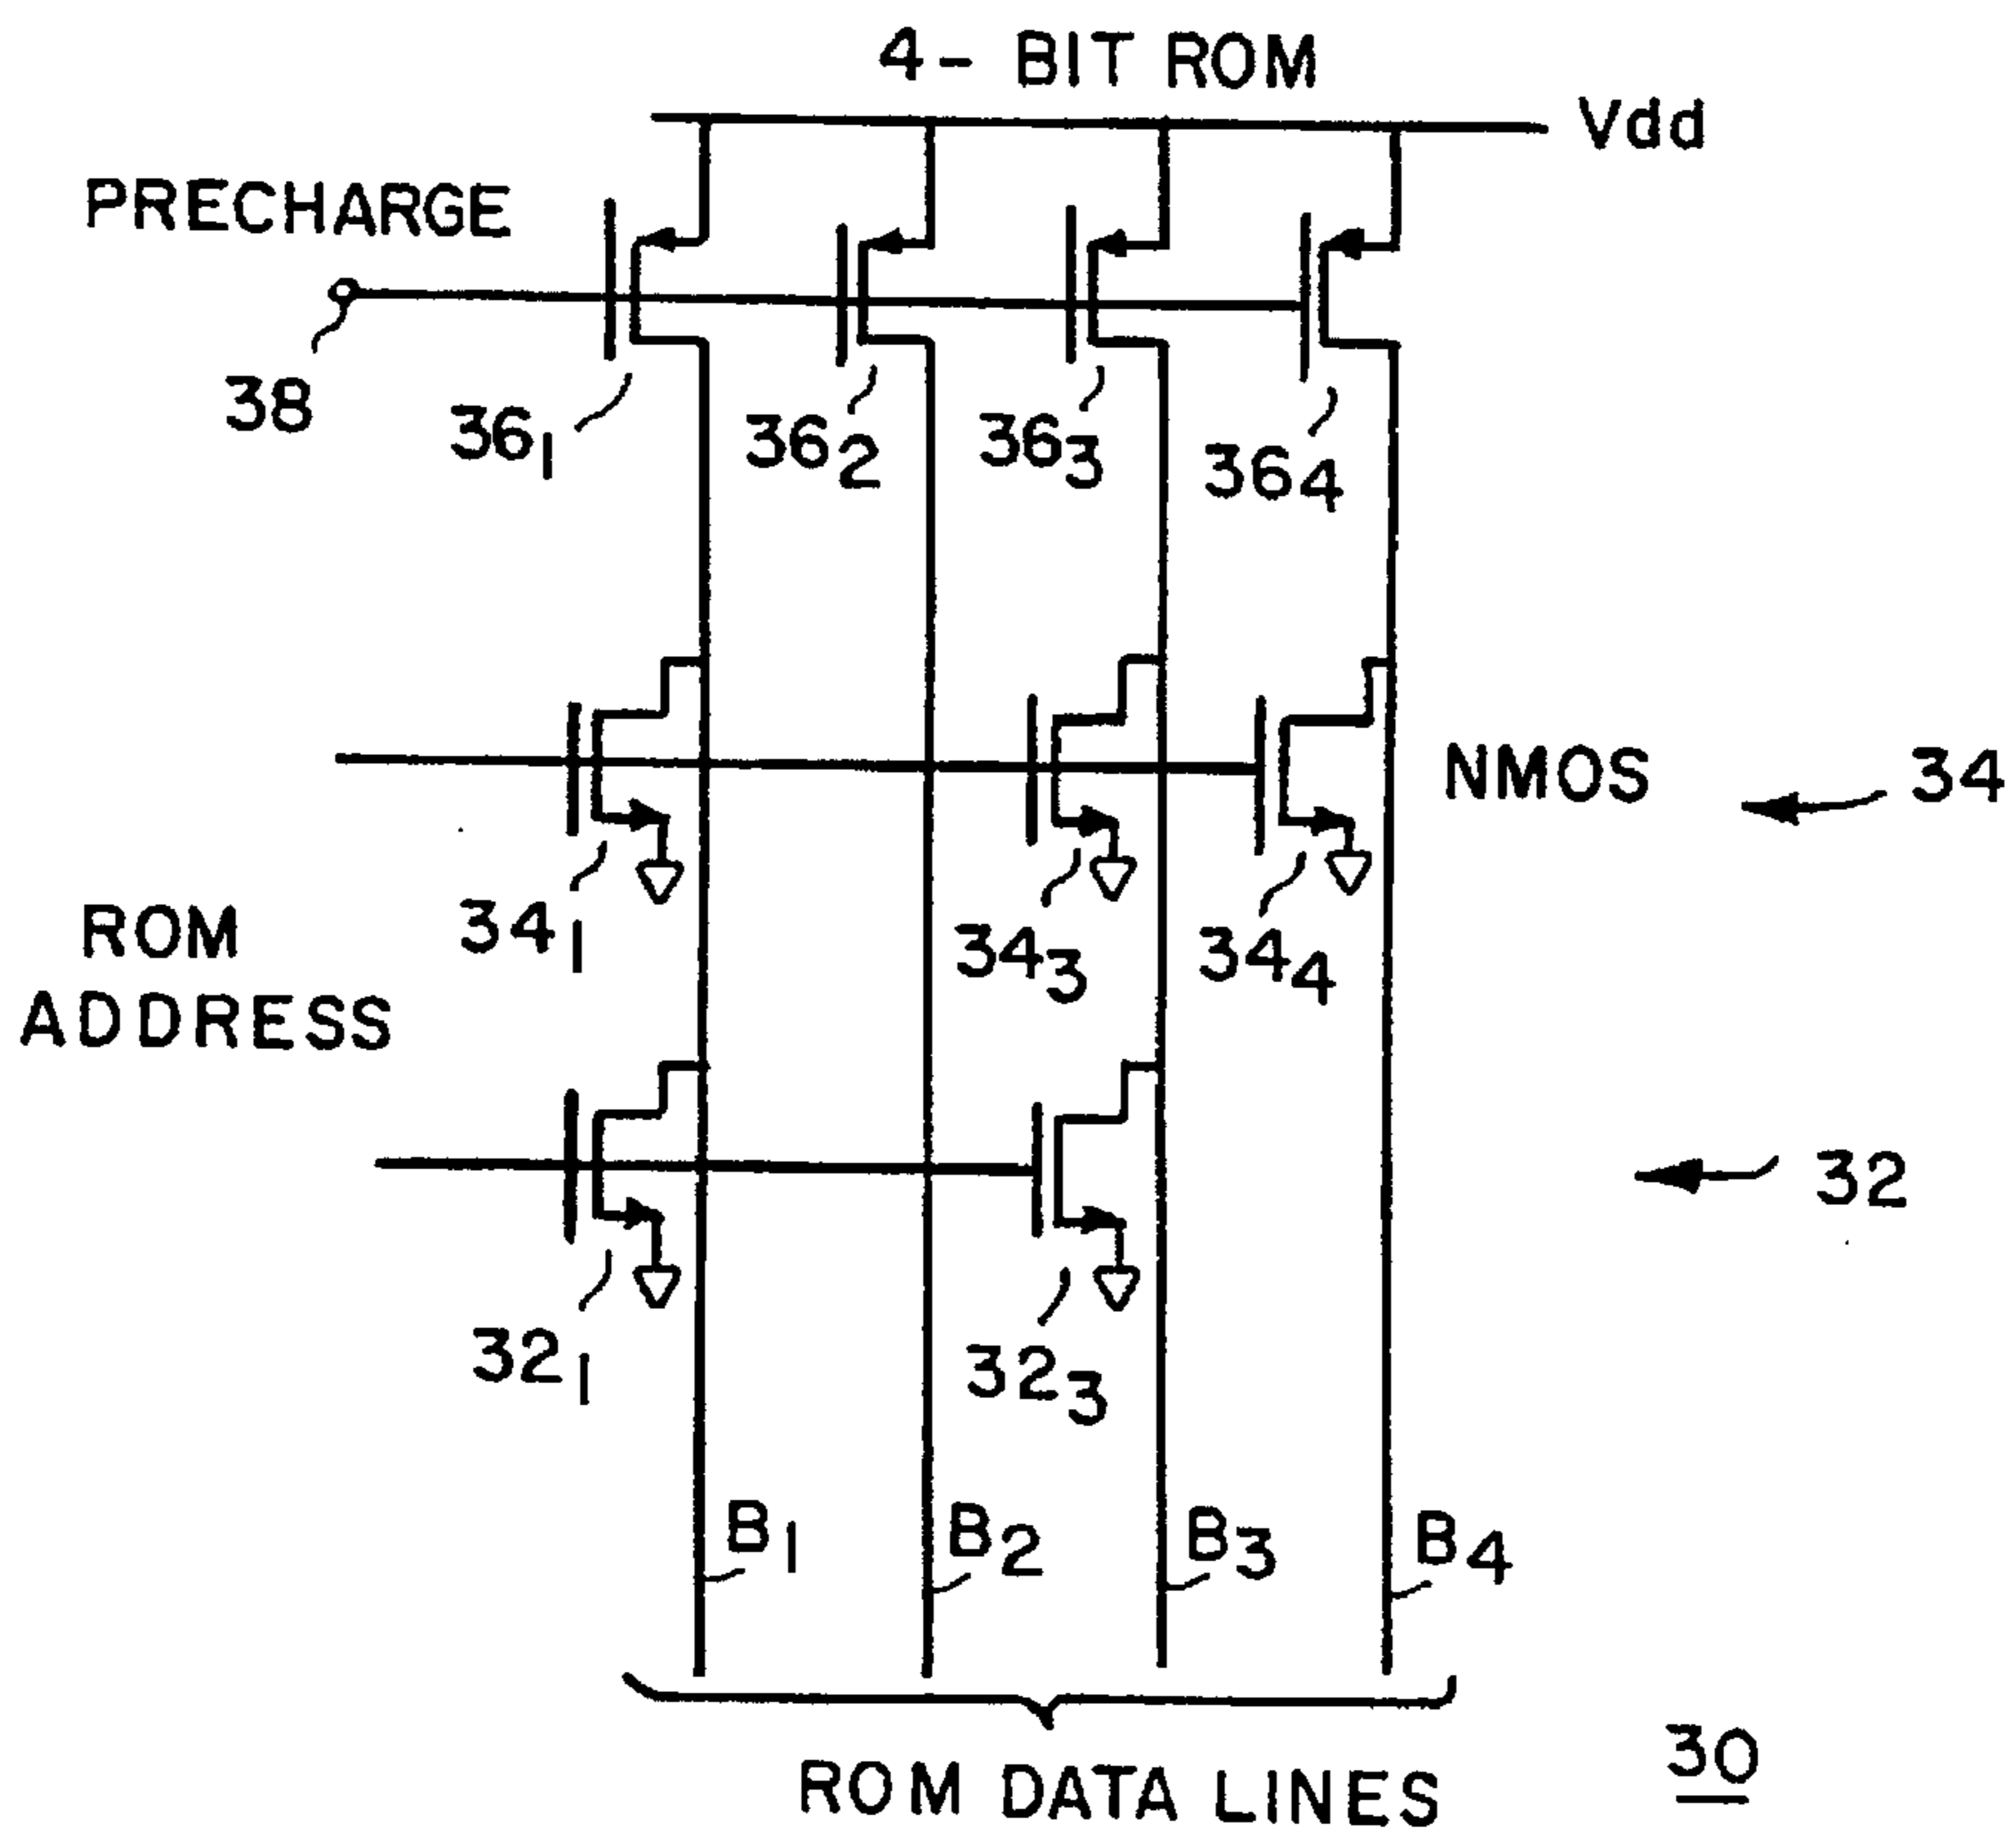 4- BIT ROM
Vdd
PRECHARGE
38
36₁
36₂
36₃
36₄
NMOS
34
34₁
34₃
34₄
ROM
ADDRESS
32
32₁
32₃
B₁
B₂
B₃
B₄
ROM DATA LINES
30